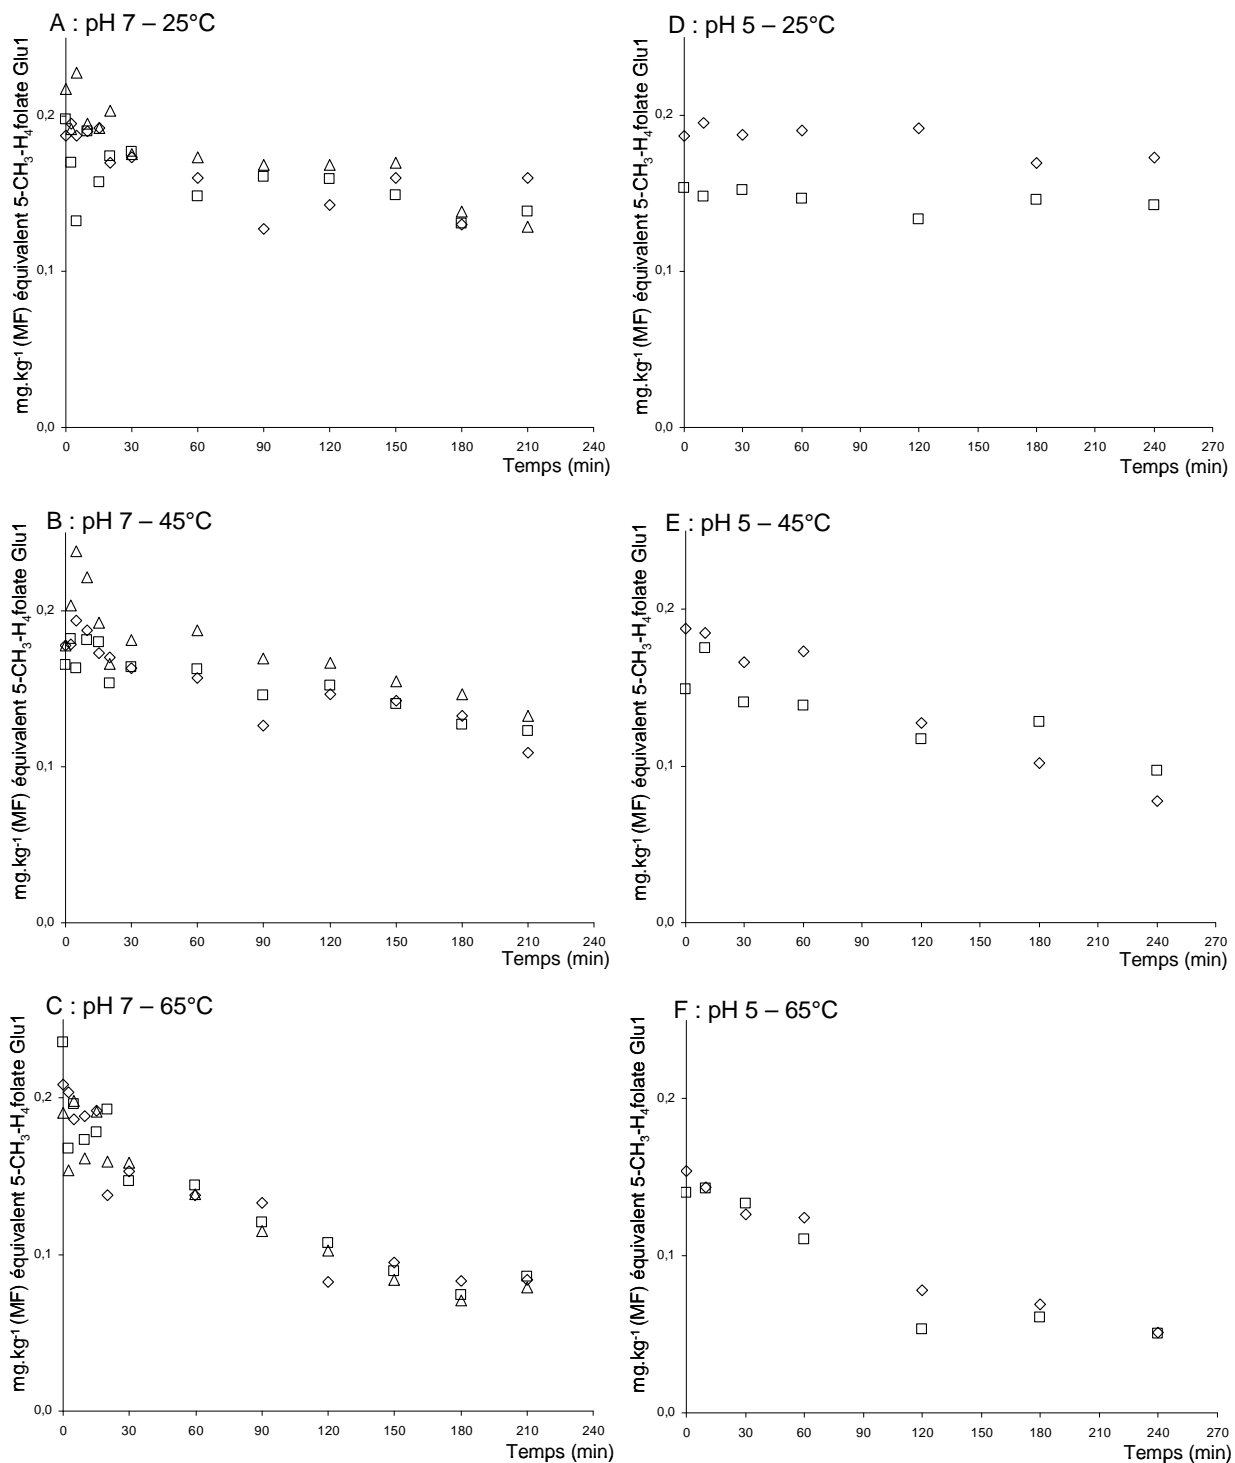 A : pH 7 – 25°C
mg.kg⁻¹ (MF) équivalent 5-CH₃-H₄folate Glu1
0,2
0,1
0,0
0 30 60 90 120 150 180 210 240
Temps (min)
D : pH 5 – 25°C
mg.kg⁻¹ (MF) équivalent 5-CH₃-H₄folate Glu1
0,2
0,1
0,0
0 30 60 90 120 150 180 210 240 270
Temps (min)
B : pH 7 – 45°C
mg.kg⁻¹ (MF) équivalent 5-CH₃-H₄folate Glu1
0,2
0,1
0,0
0 30 60 90 120 150 180 210 240
Temps (min)
E : pH 5 – 45°C
mg.kg⁻¹ (MF) équivalent 5-CH₃-H₄folate Glu1
0,2
0,1
0,0
0 30 60 90 120 150 180 210 240 270
Temps (min)
C : pH 7 – 65°C
mg.kg⁻¹ (MF) équivalent 5-CH₃-H₄folate Glu1
0,2
0,1
0,0
0 30 60 90 120 150 180 210 240
Temps (min)
F : pH 5 – 65°C
mg.kg⁻¹ (MF) équivalent 5-CH₃-H₄folate Glu1
0,2
0,1
0,0
0 30 60 90 120 150 180 210 240 270
Temps (min)